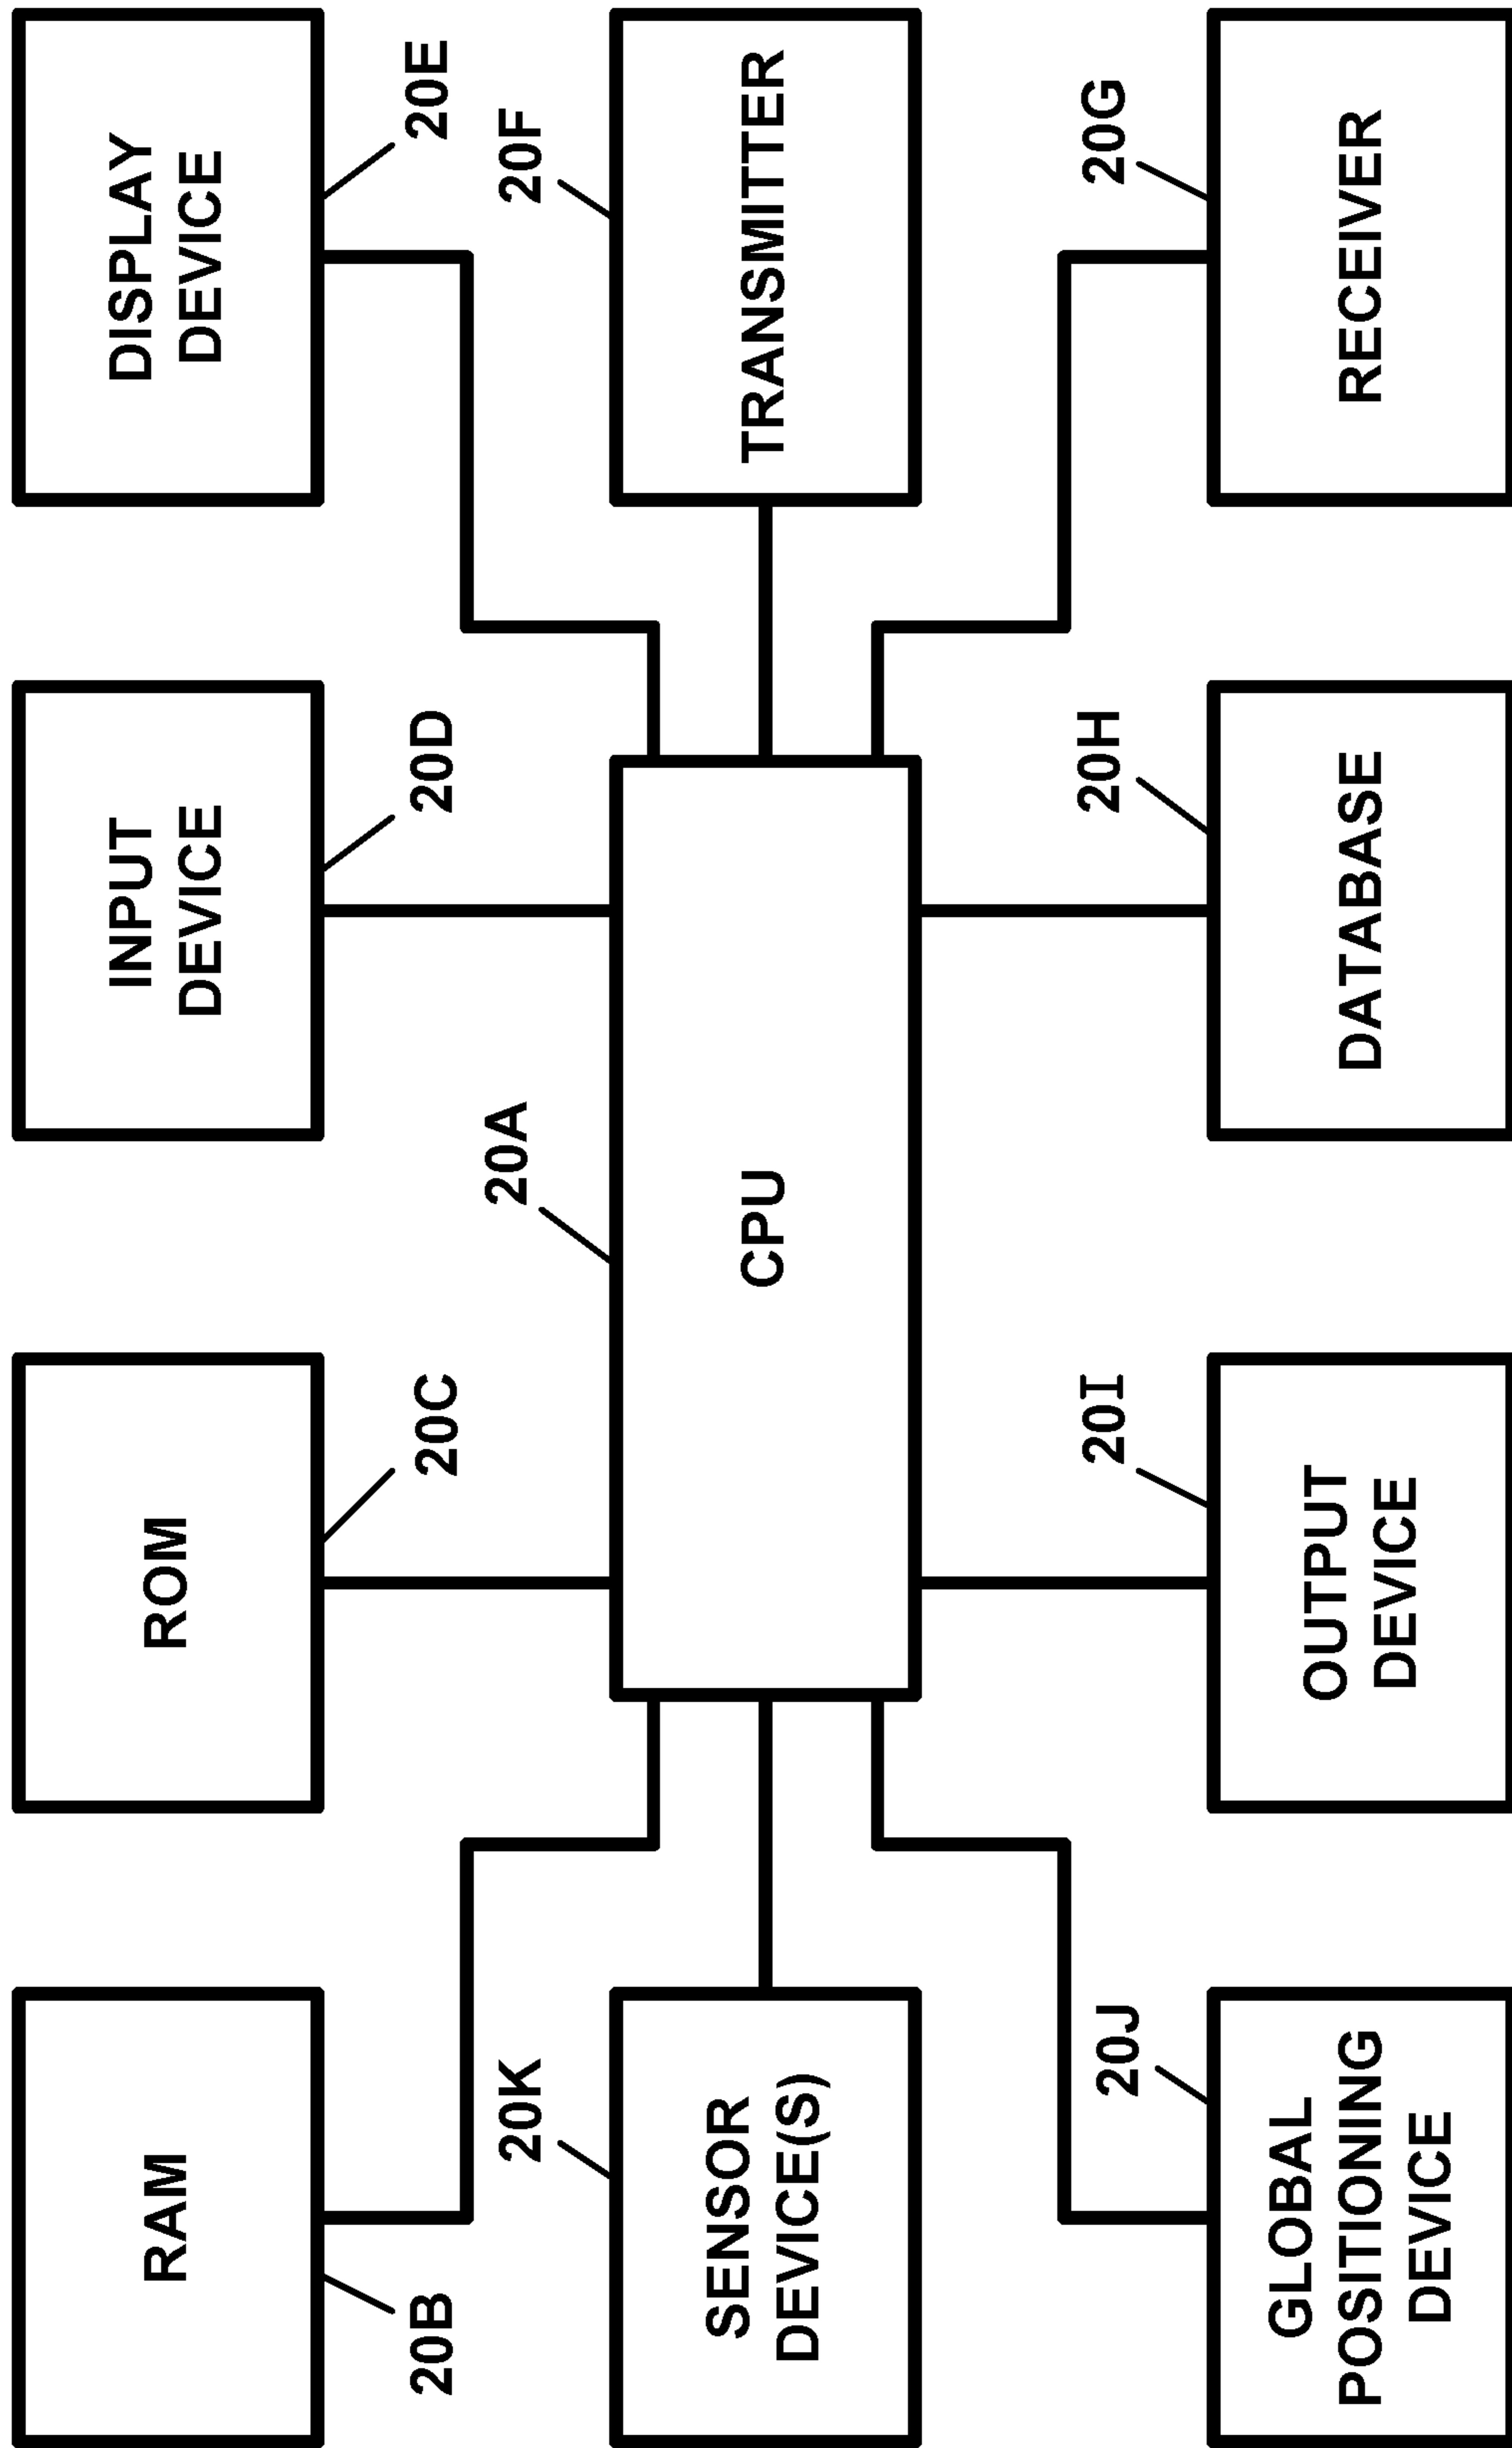 RAM
20B
ROM
20C
INPUT
DEVICE
20D
DISPLAY
DEVICE
20E
20K
SENSOR
DEVICE(S)
20A
CPU
20F
TRANSMITTER
20J
GLOBAL
POSITIONING
DEVICE
20I
OUTPUT
DEVICE
20H
DATABASE
20G
RECEIVER